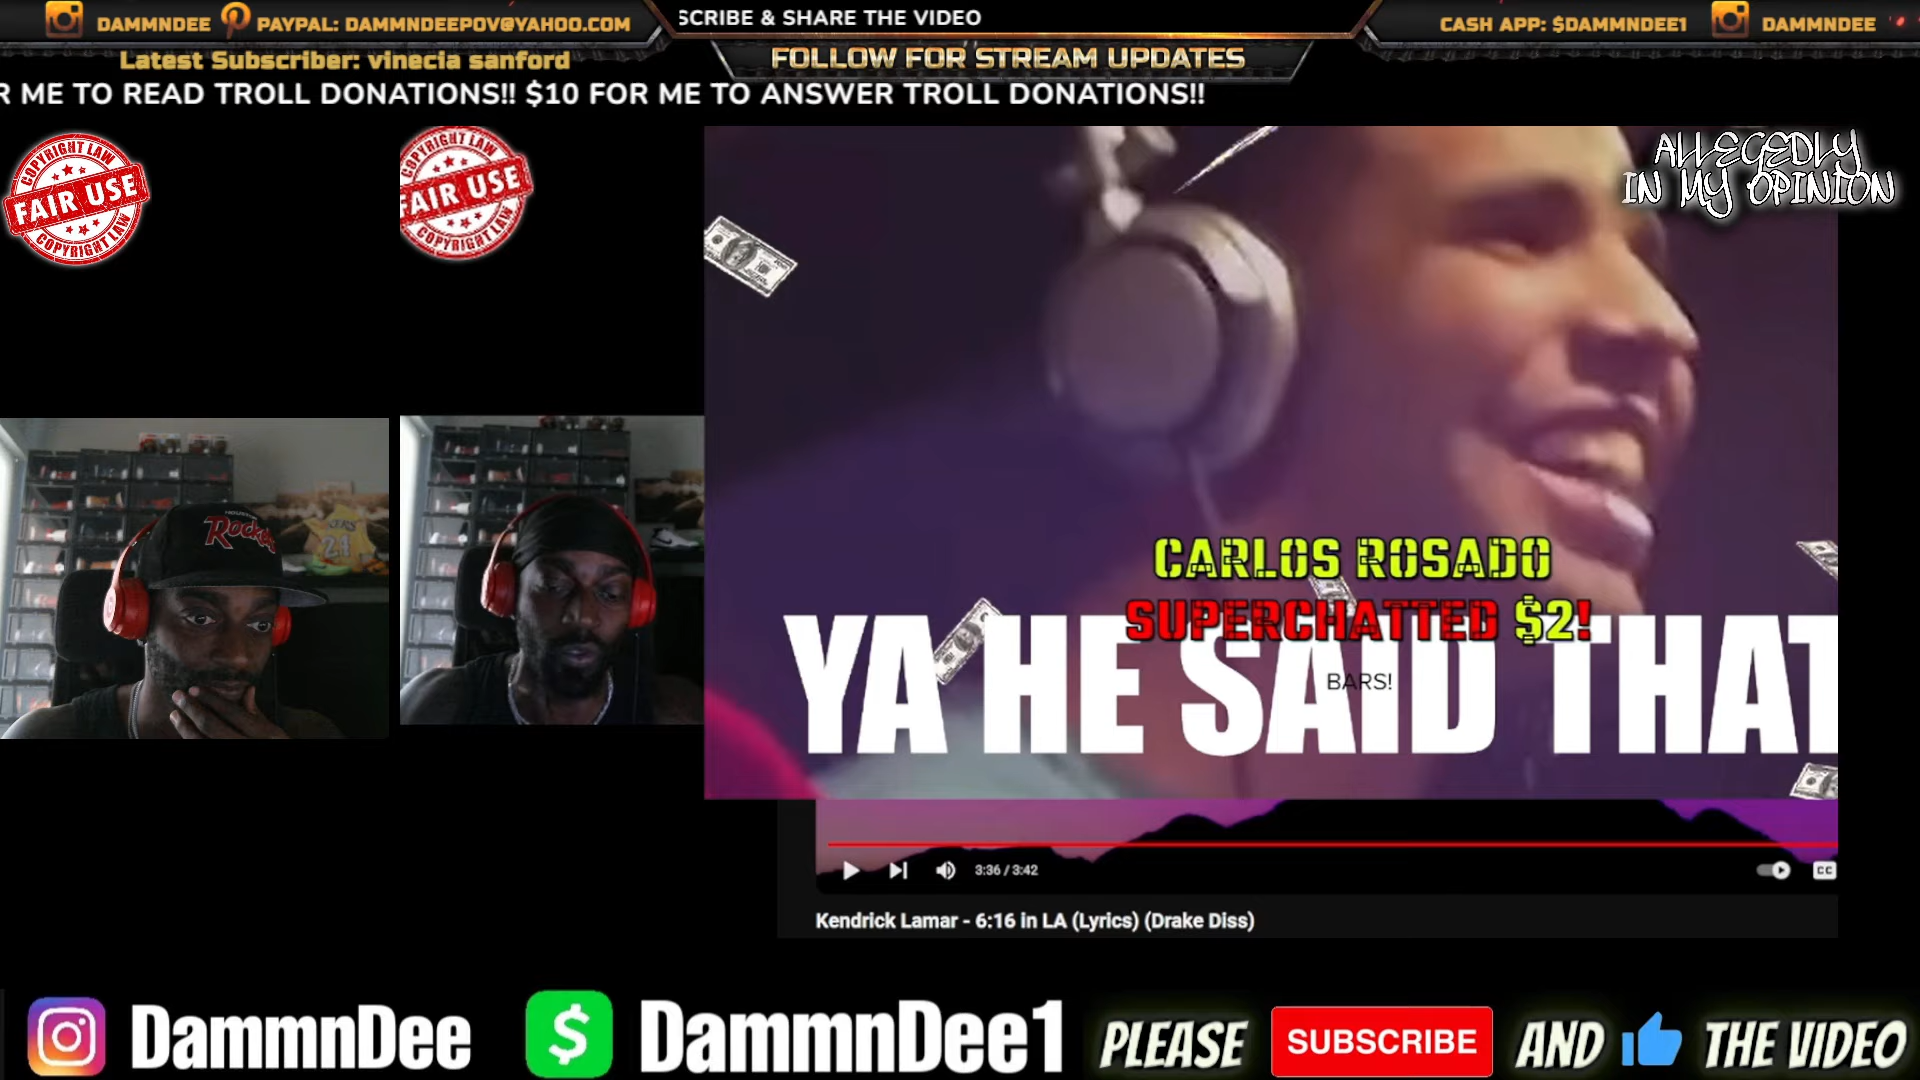 DAMMNDEE PAYPAL: DAMMNDEEPOV@YAHOO.COM
SCRIBE & SHARE THE VIDEO
CASH APP: $DAMMNDEE1 DAMMNDEE
Latest Subscriber: vinecia sanford
FOLLOW FOR STREAM UPDATES
R ME TO READ TROLL DONATIONS!! $10 FOR ME TO ANSWER TROLL DONATIONS!!
COPYRIGHT LAW
FAIR USE
COPYRIGHT LAW
COPYRIGHT LAW
FAIR USE
COPYRIGHT LAW
ALLEGEDLY
IN MY OPINION
Rockets
24
CARLOS ROSADO
SUPERCHATTED $2!
YA HE SAID THAT
BARS!
3:36 / 3:42
CC
Kendrick Lamar - 6:16 in LA (Lyrics) (Drake Diss)
DammnDee
$ DammnDee1
PLEASE SUBSCRIBE AND THE VIDEO